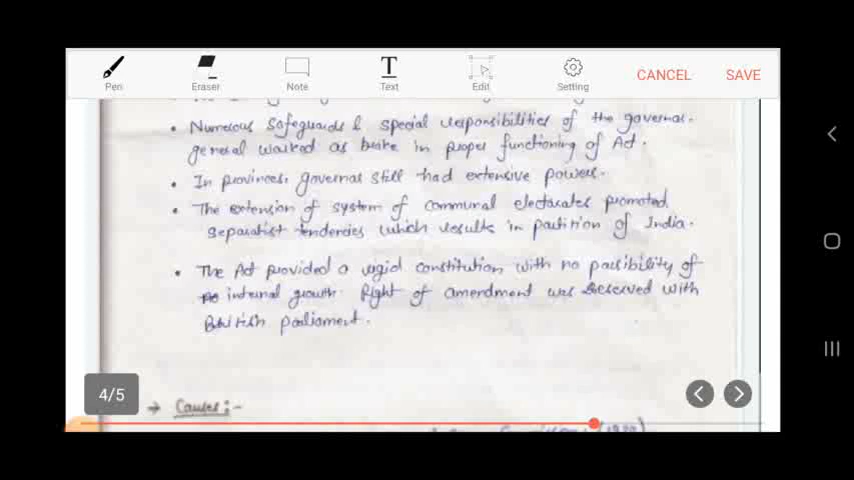 Pen
Eraser
Note
T
Text
Edit
Setting
CANCEL
SAVE
• Numerous Safeguards & special responsibilities of the governor-
general worked as brake in proper functioning of Act.
• In provinces, governor still had extensive powers.
• The extension of system of communal electorates promoted
separatist tendencies which results in partition of India.
• The Act provided a rigid constitution with no possibility of
internal growth. Right of amendment was reserved with
British parliament.
4/5
→ Causes:-